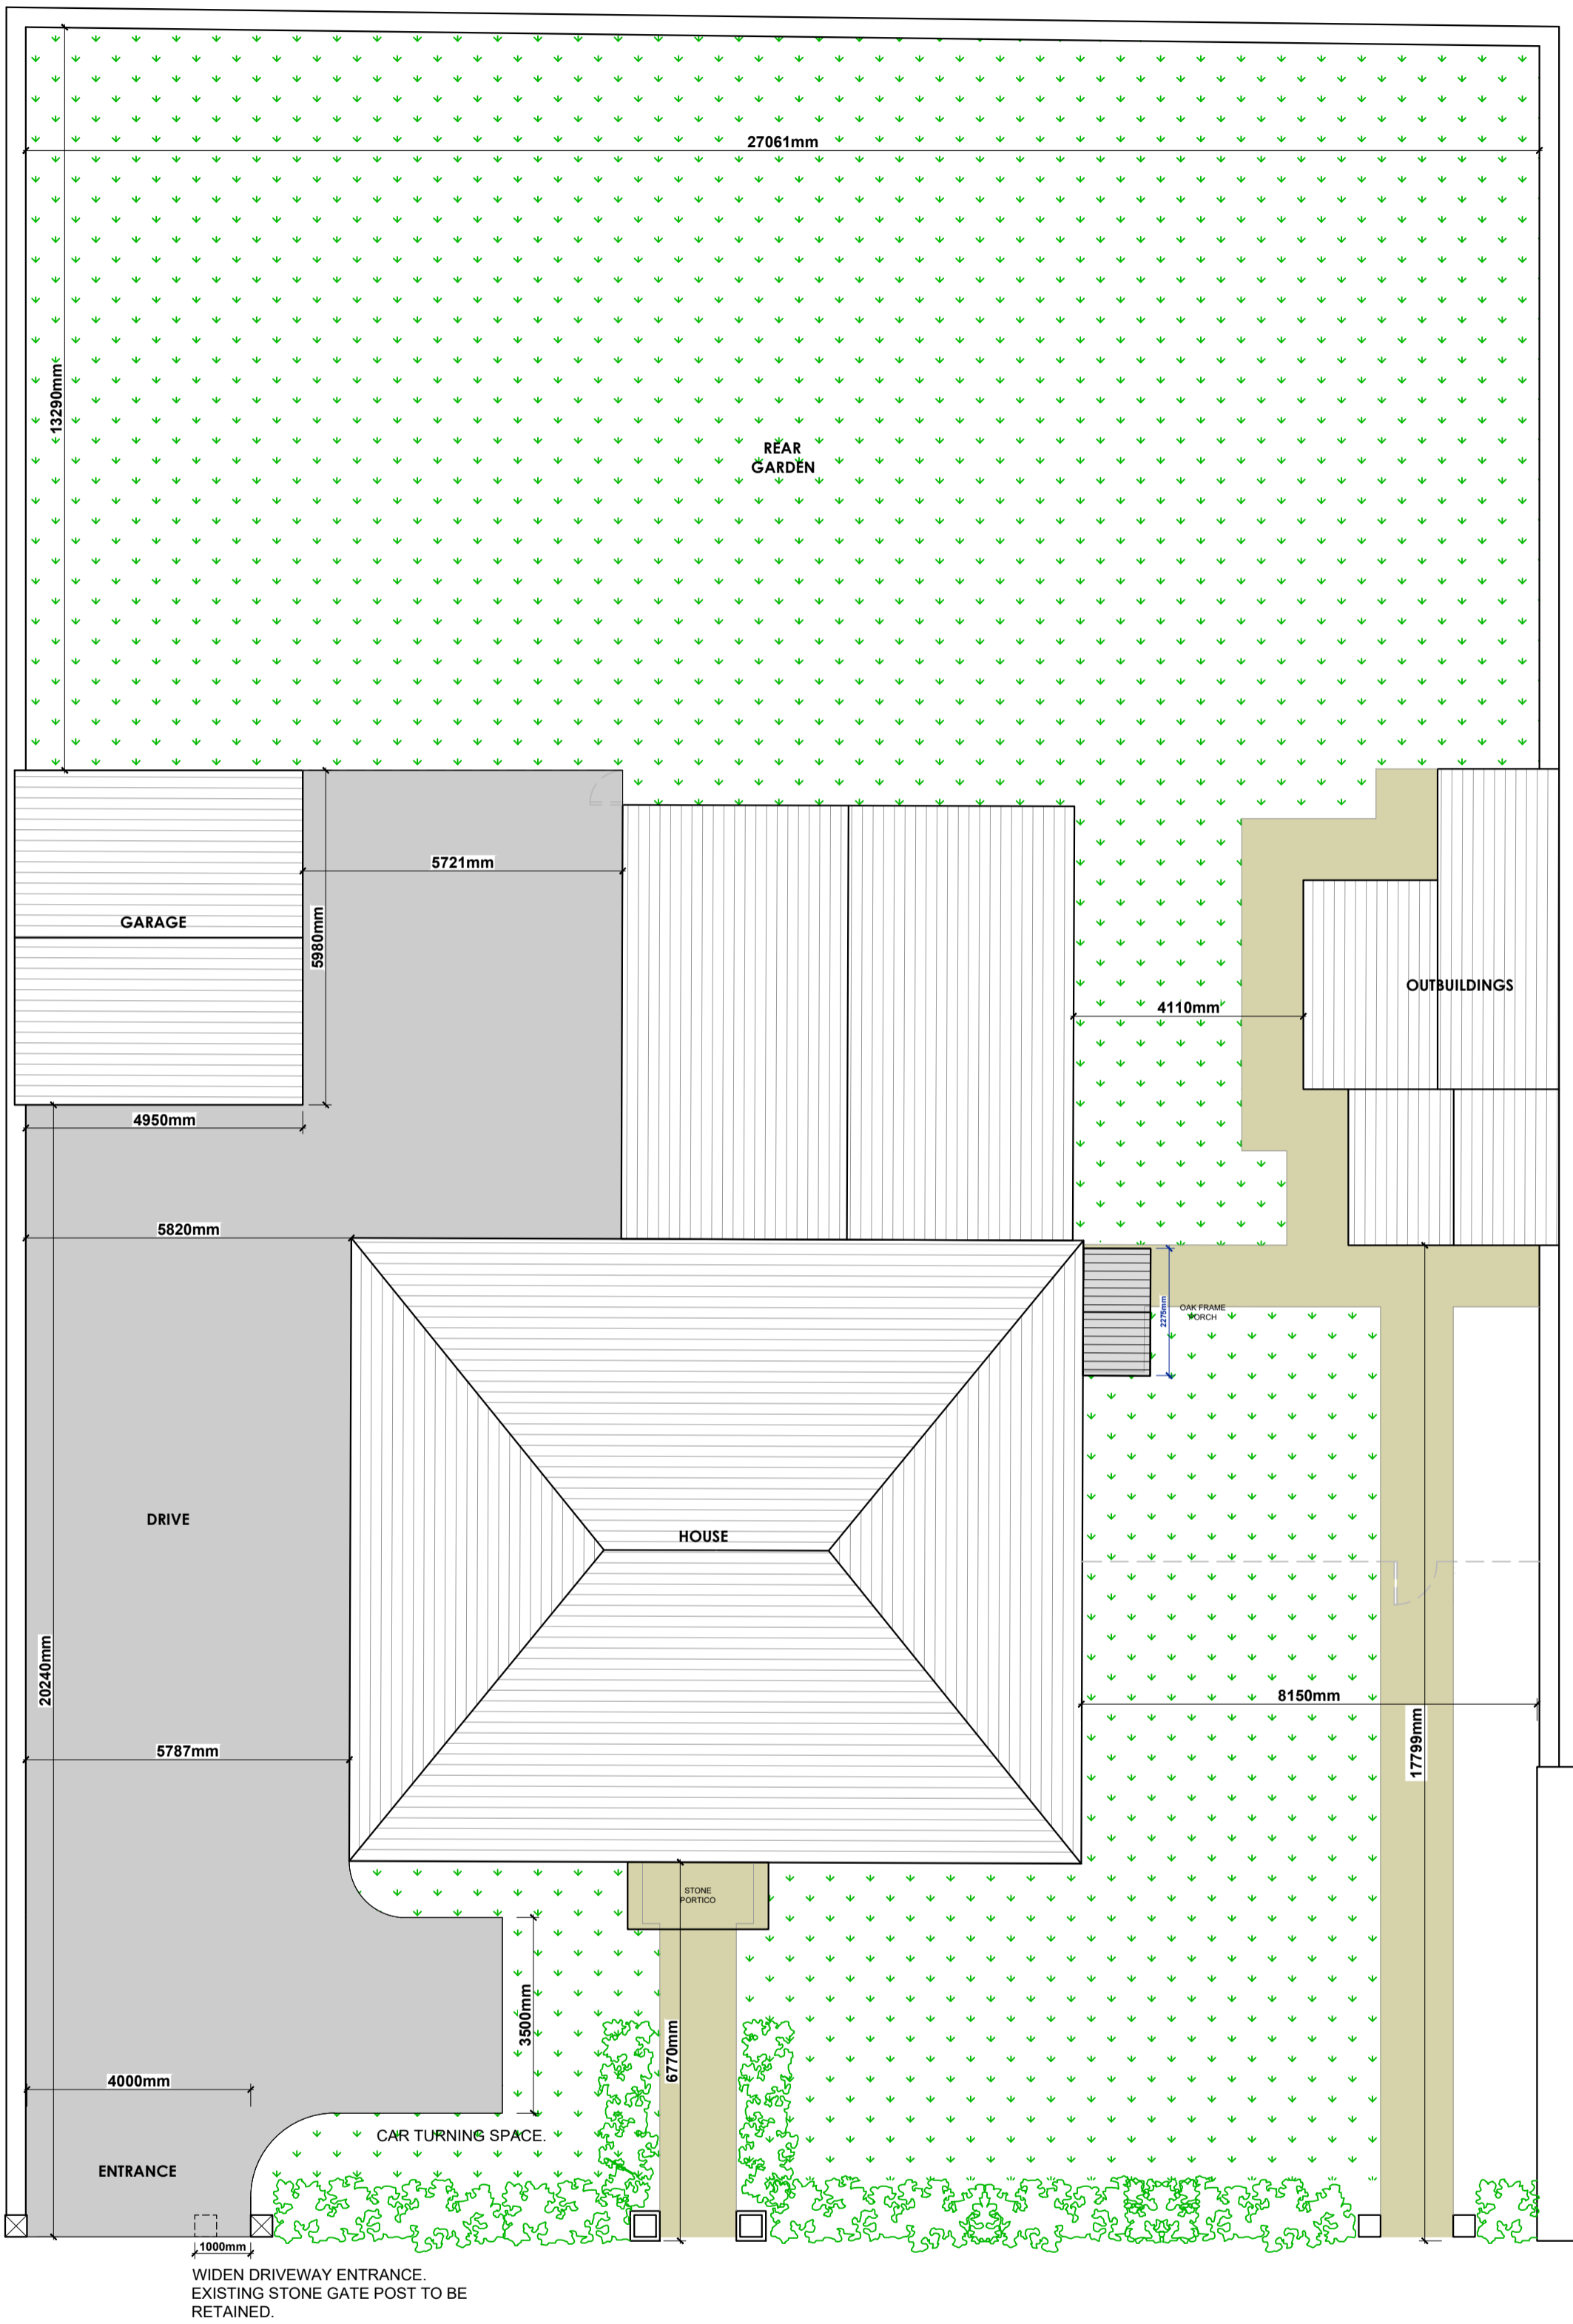 27061mm
13290mm
REAR
GARDEN
5721mm
GARAGE
5980mm
OUTBUILDINGS
4110mm
4950mm
5820mm
2275mm
OAK FRAME
PORCH
DRIVE
HOUSE
20240mm
8150mm
17799mm
5787mm
STONE
PORTICO
3500mm
6770mm
4000mm
CAR TURNING SPACE.
ENTRANCE
1000mm
WIDEN DRIVEWAY ENTRANCE.
EXISTING STONE GATE POST TO BE
RETAINED.